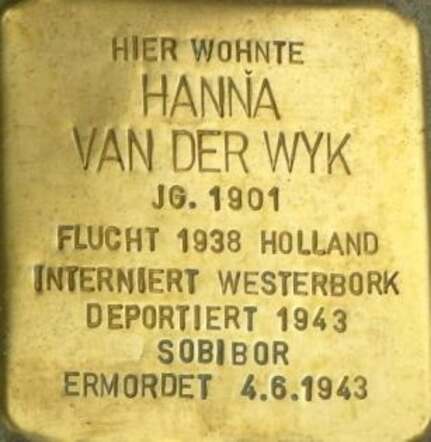 HIER WOHNTE
HANNA
VAN DER WYK
JG. 1901
FLUCHT 1938 HOLLAND
INTERNIERT WESTERBORK
DEPORTIERT 1943
SOBIBOR
ERMORDET 4.6.1943